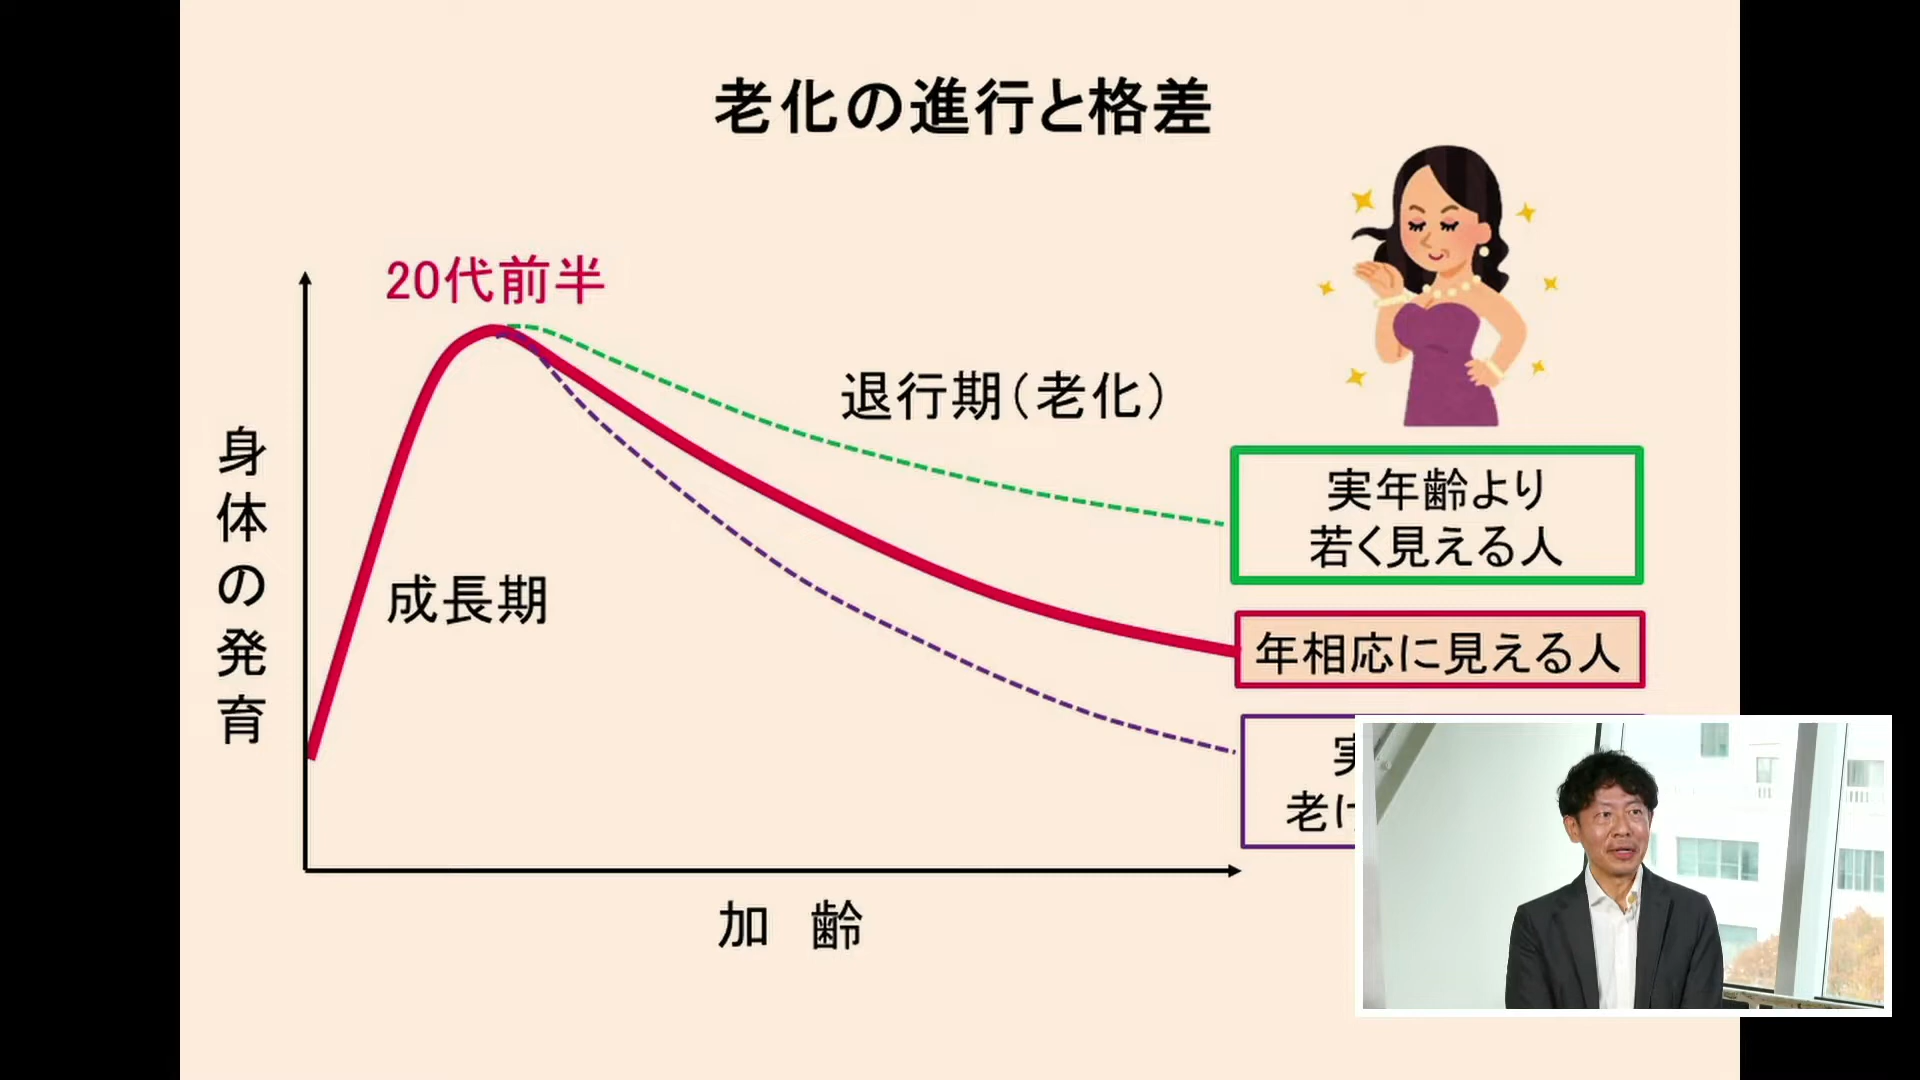 老化の進行と格差
20代前半
退行期(老化)
身体の発育
成長期
実年齢より
若く見える人
年相応に見える人
実
老け
加 齢